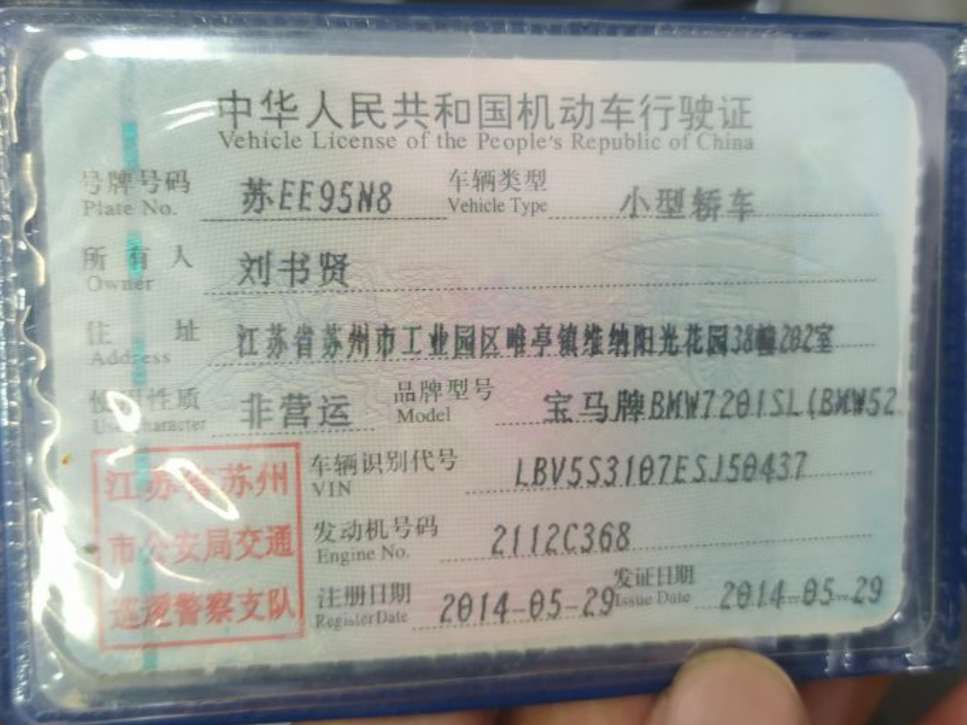 中华人民共和国机动车行驶证
Vehicle License of the People's Republic of China
号牌号码 苏EE95N8 车辆类型 小型轿车
Plate No. Vehicle Type
所有人 刘书贤
Owner
住址 江苏省苏州市工业园区唯亭镇维纳阳光花园38幢202室
Address
使用性质 非营运 品牌型号 宝马牌BMW7201SL(BMW52
Use Character Model
江苏省苏州
市公安局交通
巡逻警察支队
车辆识别代号 LBV5S3107ESJ50437
VIN
发动机号码 2112C368
Engine No.
注册日期 2014-05-29 发证日期 2014-05-29
Register Date Issue Date